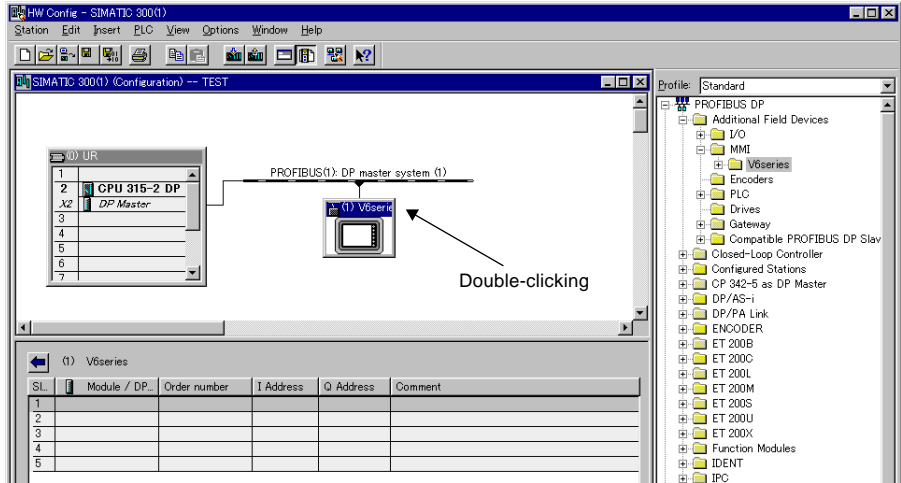 HW Config - SIMATIC 300(1)
Station Edit Insert PLC View Options Window Help
SIMATIC 300(1) (Configuration) -- TEST
(0) UR
1
2 CPU 315-2 DP
X2 DP Master
3
4
5
6
7
PROFIBUS(1): DP master system (1)
(1) V6serie
Double-clicking
(1) V6series
Sl... Module / DP... Order number I Address Q Address Comment
1
2
3
4
5
Profile: Standard
PROFIBUS DP
Additional Field Devices
I/O
MMI
V6series
Encoders
PLC
Drives
Gateway
Compatible PROFIBUS DP Slav
Closed-Loop Controller
Configured Stations
CP 342-5 as DP Master
DP/AS-i
DP/PA Link
ENCODER
ET 200B
ET 200C
ET 200L
ET 200M
ET 200S
ET 200U
ET 200X
Function Modules
IDENT
IPC